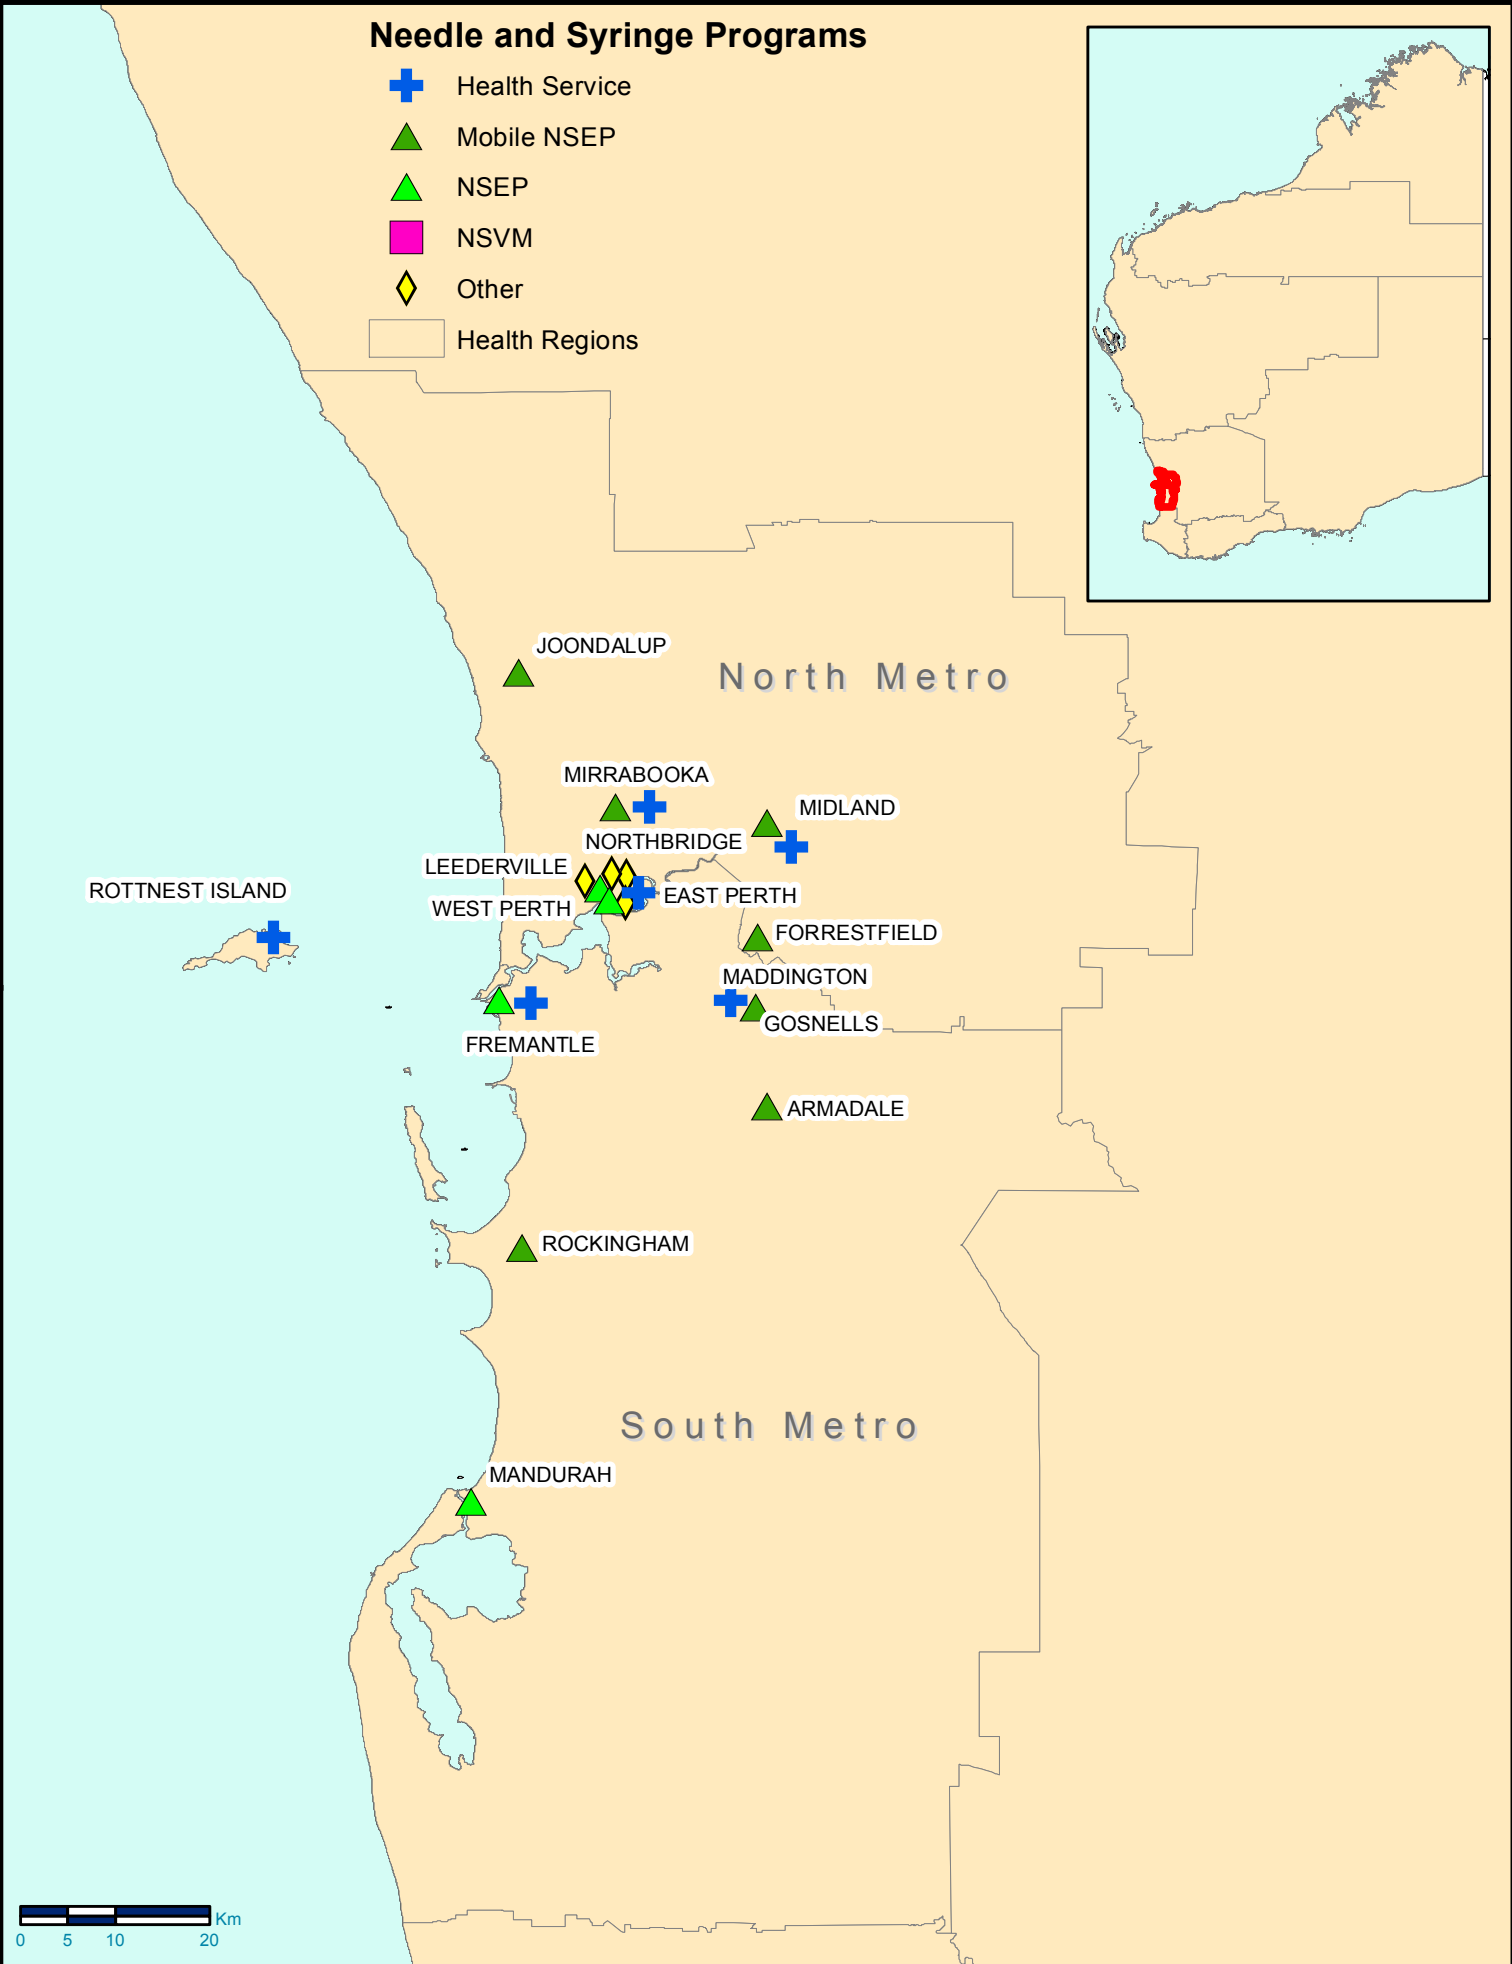 Needle and Syringe Programs
Health Service
Mobile NSEP
NSEP
NSVM
Other
Health Regions
JOONDALUP
North Metro
MIRRABOOKA
MIDLAND
NORTHBRIDGE
LEEDERVILLE
ROTTNEST ISLAND
EAST PERTH
WEST PERTH
FORRESTFIELD
MADDINGTON
GOSNELLS
FREMANTLE
ARMADALE
ROCKINGHAM
South Metro
MANDURAH
Km
0 5 10 20